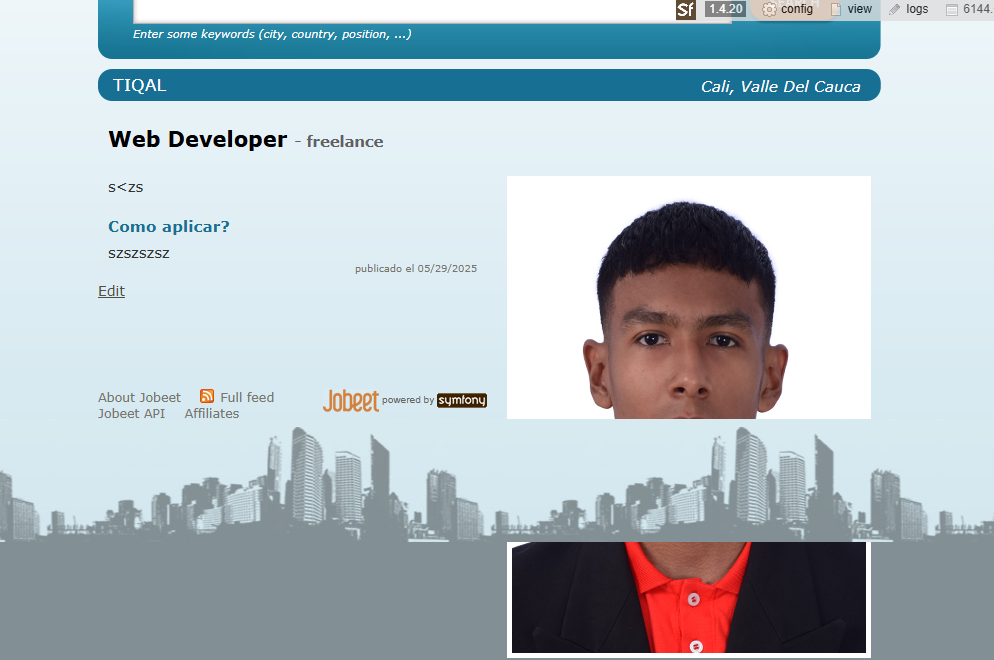 Sf 1.4.20 config view logs 6144.
Enter some keywords (city, country, position, ...)
TIQAL Cali, Valle Del Cauca
Web Developer - freelance
s<zs
Como aplicar?
szszszsz
publicado el 05/29/2025
Edit
About Jobeet Full feed
Jobeet powered by symfony
Jobeet API Affiliates